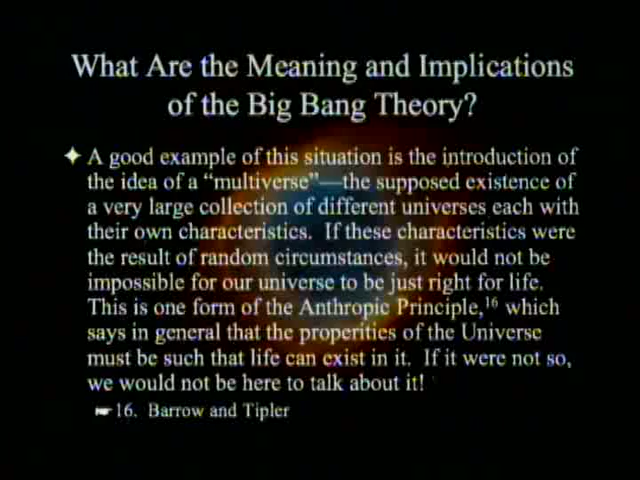 What Are the Meaning and Implications
of the Big Bang Theory?
A good example of this situation is the introduction of
the idea of a “multiverse”—the supposed existence of
a very large collection of different universes each with
their own characteristics. If these characteristics were
the result of random circumstances, it would not be
impossible for our universe to be just right for life.
This is one form of the Anthropic Principle,16 which
says in general that the properities of the Universe
must be such that life can exist in it. If it were not so,
we would not be here to talk about it!
16. Barrow and Tipler